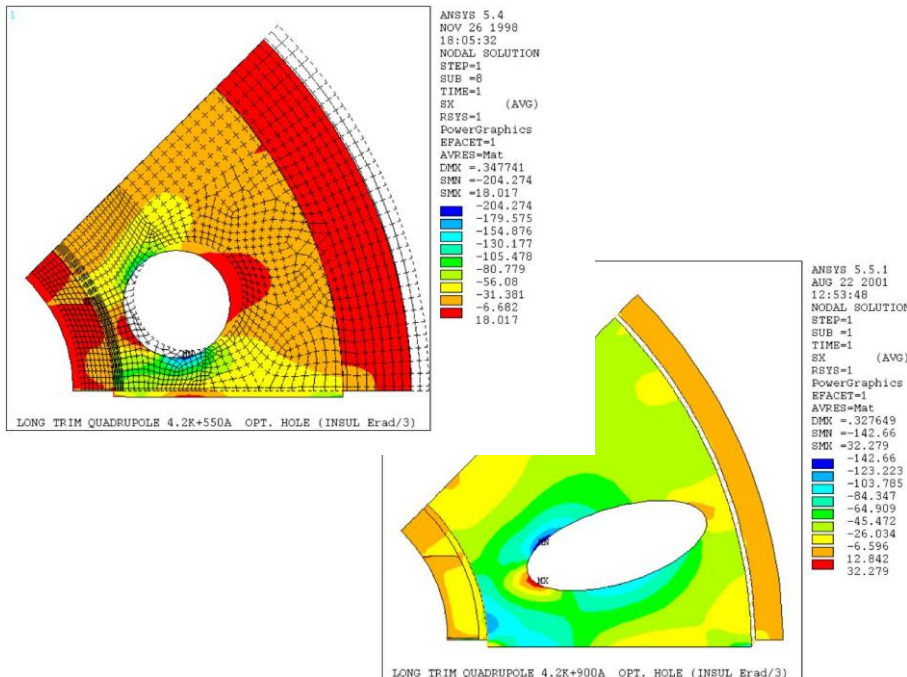 1
ANSYS 5.4
NOV 26 1998
18:05:32
NODAL SOLUTION
STEP=1
SUB =8
TIME=1
SX (AVG)
RSYS=1
PowerGraphics
EFACET=1
AVRES=Mat
DMX =.347741
SMN =-204.274
SMX =18.017
-204.274
-179.575
-154.876
-130.177
-105.478
-80.779
-56.08
-31.381
-6.682
18.017
MN
LONG TRIM QUADRUPOLE 4.2K+550A OPT. HOLE (INSUL Erad/3)
ANSYS 5.5.1
AUG 22 2001
12:53:48
NODAL SOLUTION
STEP=1
SUB =1
TIME=1
SX (AVG)
RSYS=1
PowerGraphics
EFACET=1
AVRES=Mat
DMX =.327649
SMN =-142.66
SMX =32.279
-142.66
-123.223
-103.785
-84.347
-64.909
-45.472
-26.034
-6.596
12.842
32.279
MN
MX
LONG TRIM QUADRUPOLE 4.2K+900A OPT. HOLE (INSUL Erad/3)